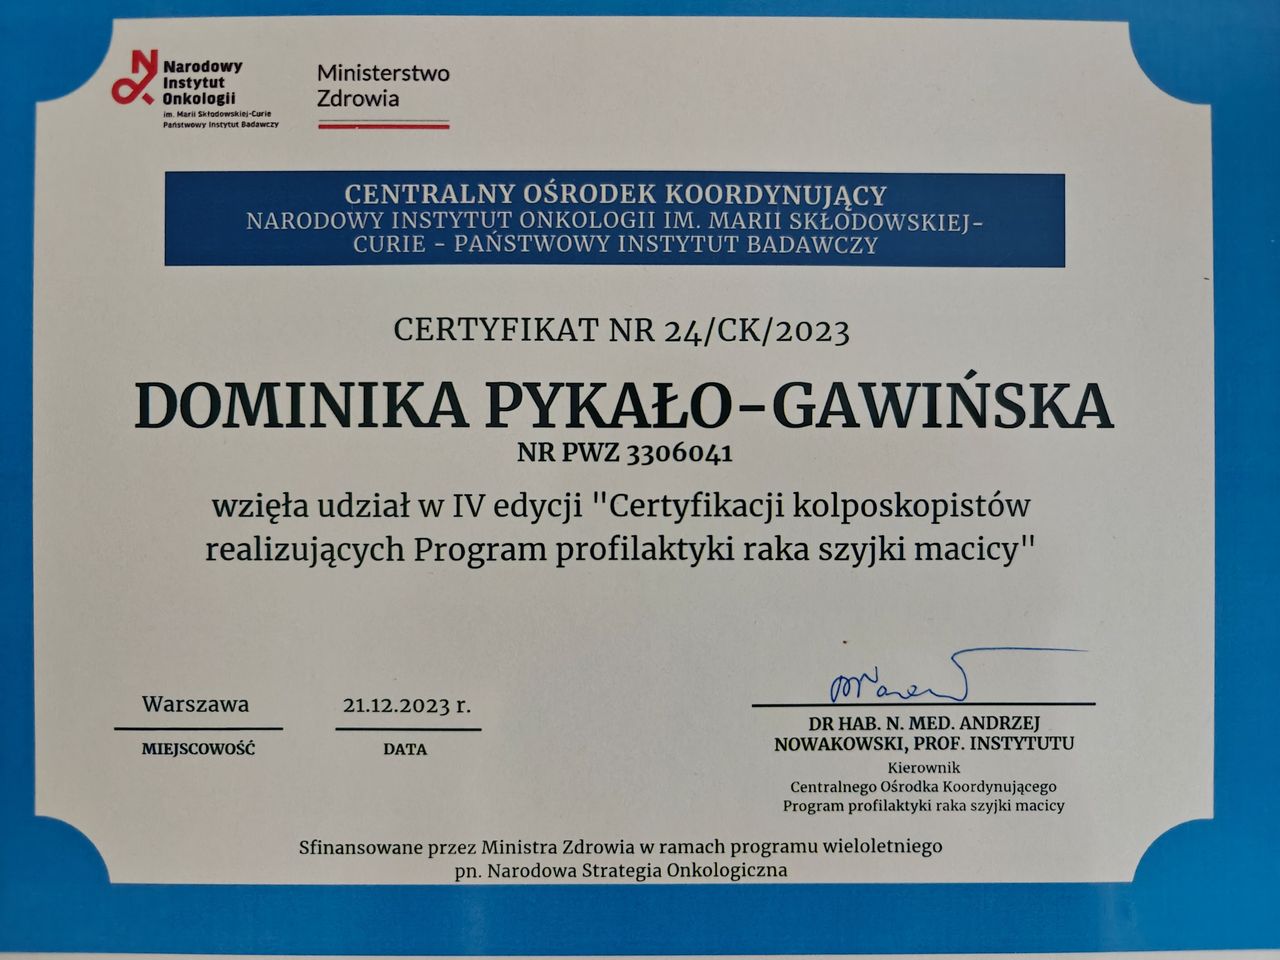 Narodowy
Instytut
Onkologii
im. Marii Skłodowskiej-Curie
Państwowy Instytut Badawczy
Ministerstwo
Zdrowia
CENTRALNY OŚRODEK KOORDYNUJĄCY
NARODOWY INSTYTUT ONKOLOGII IM. MARII SKŁODOWSKIEJ-
CURIE - PAŃSTWOWY INSTYTUT BADAWCZY
CERTYFIKAT NR 24/CK/2023
DOMINIKA PYKAŁO-GAWIŃSKA
NR PWZ 3306041
wzięła udział w IV edycji "Certyfikacji kolposkopistów
realizujących Program profilaktyki raka szyjki macicy"
Warszawa
MIEJSCOWOŚĆ
21.12.2023 r.
DATA
DR HAB. N. MED. ANDRZEJ
NOWAKOWSKI, PROF. INSTYTUTU
Kierownik
Centralnego Ośrodka Koordynującego
Program profilaktyki raka szyjki macicy
Sfinansowane przez Ministra Zdrowia w ramach programu wieloletniego
pn. Narodowa Strategia Onkologiczna